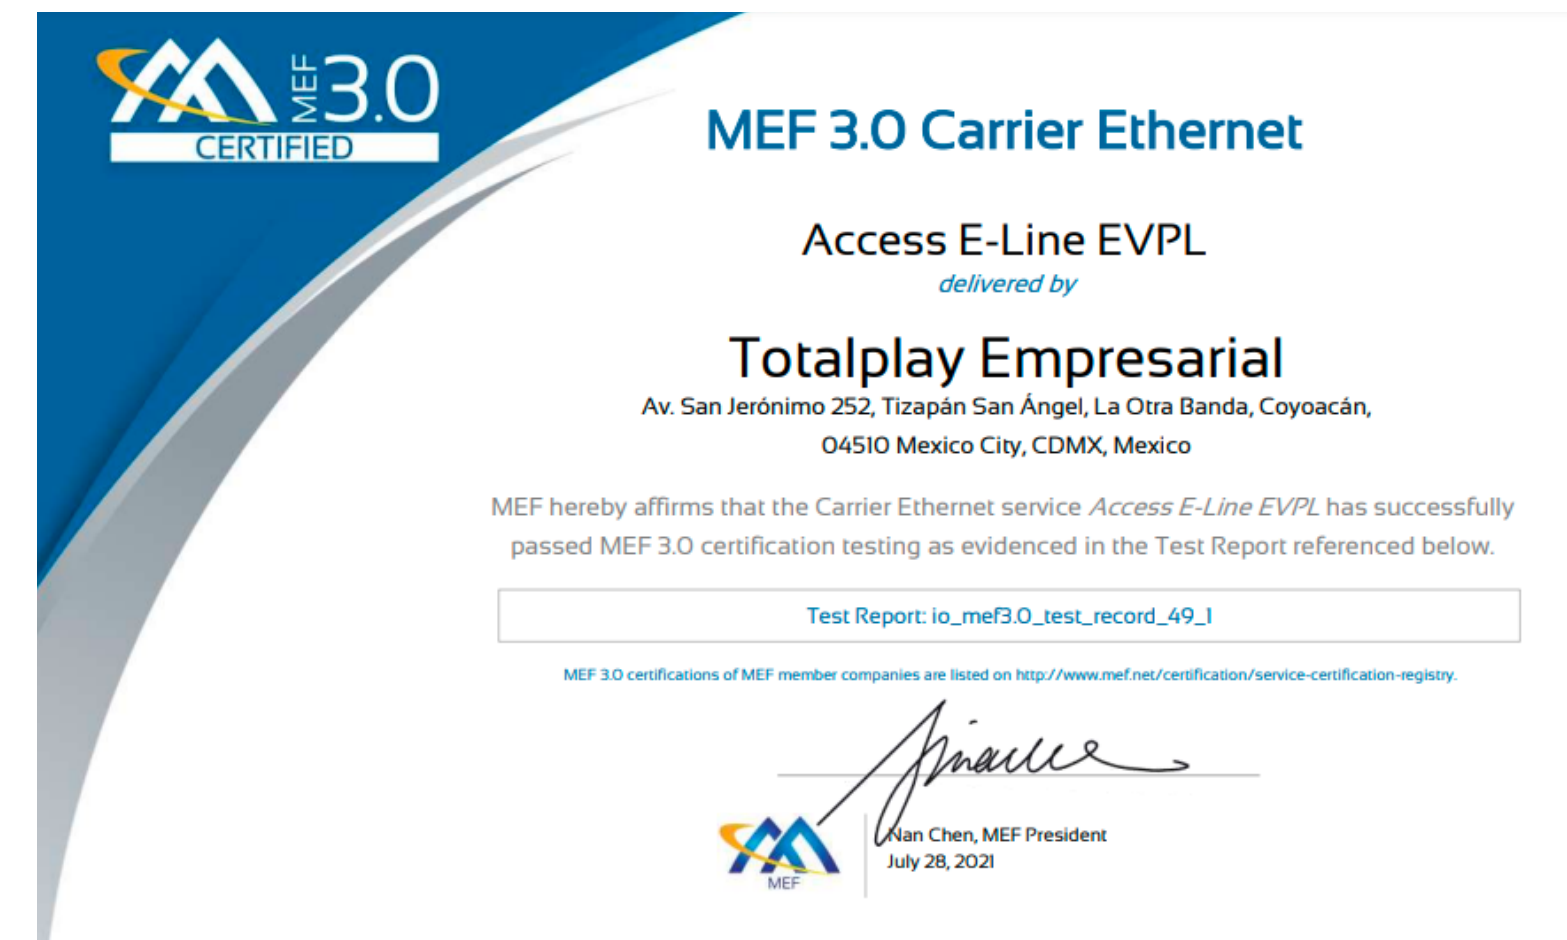 MEF 3.0
CERTIFIED
MEF 3.0 Carrier Ethernet
Access E-Line EVPL
delivered by
Totalplay Empresarial
Av. San Jerónimo 252, Tizapán San Ángel, La Otra Banda, Coyoacán,
04510 Mexico City, CDMX, Mexico
MEF hereby affirms that the Carrier Ethernet service Access E-Line EVPL has successfully
passed MEF 3.0 certification testing as evidenced in the Test Report referenced below.
Test Report: io_mef3.0_test_record_49_1
MEF 3.0 certifications of MEF member companies are listed on http://www.mef.net/certification/service-certification-registry.
MEF
Nan Chen, MEF President
July 28, 2021